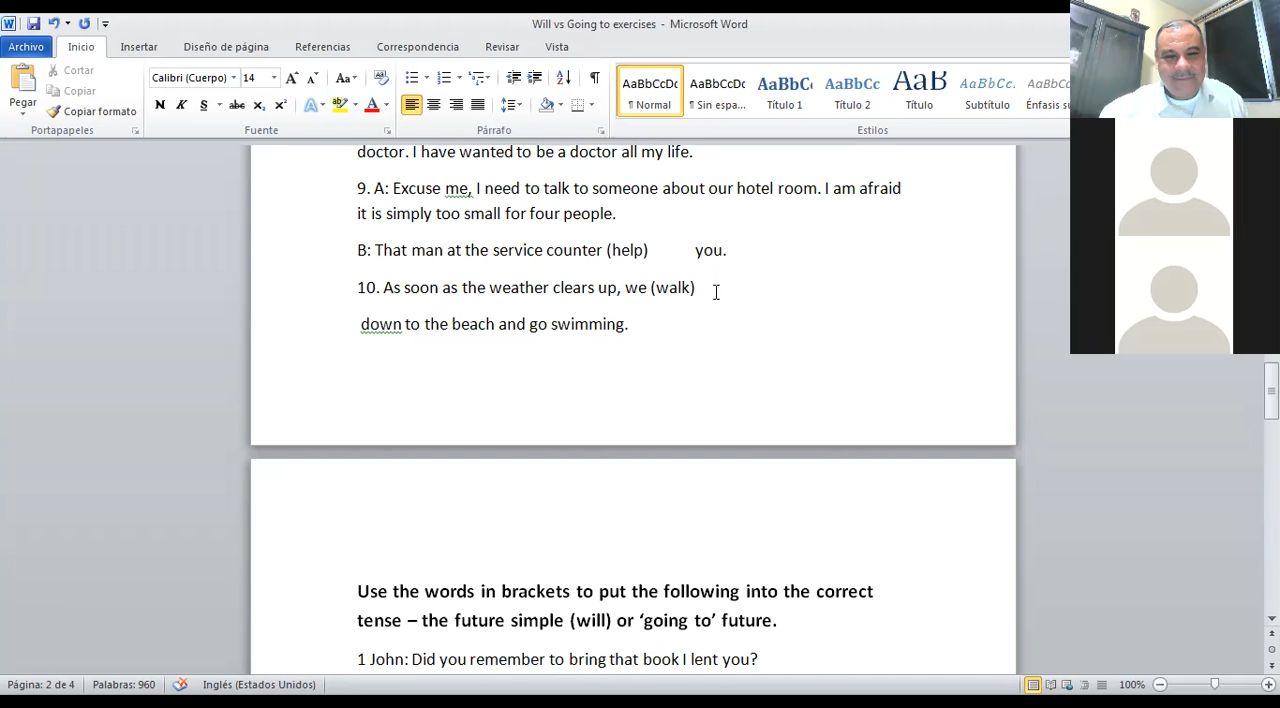 Will vs Going to exercises - Microsoft Word
Archivo Inicio Insertar Diseño de página Referencias Correspondencia Revisar Vista
Pegar
Cortar
Copiar
Copiar formato
Portapapeles
Calibri (Cuerpo) 14
N K S abc
Fuente
Párrafo
AaBbCcDc
¶ Normal
AaBbCcDc
¶ Sin espa...
AaBbC
Título 1
AaBbCc
Título 2
AaB
Título
AaBbCc.
Subtítulo
AaBbCcDc
Énfasis
Estilos
doctor. I have wanted to be a doctor all my life.
9. A: Excuse me, I need to talk to someone about our hotel room. I am afraid
it is simply too small for four people.
B: That man at the service counter (help) you.
10. As soon as the weather clears up, we (walk)
down to the beach and go swimming.
Use the words in brackets to put the following into the correct
tense – the future simple (will) or ‘going to’ future.
1 John: Did you remember to bring that book I lent you?
Página: 2 de 4 Palabras: 960 Inglés (Estados Unidos) 100%